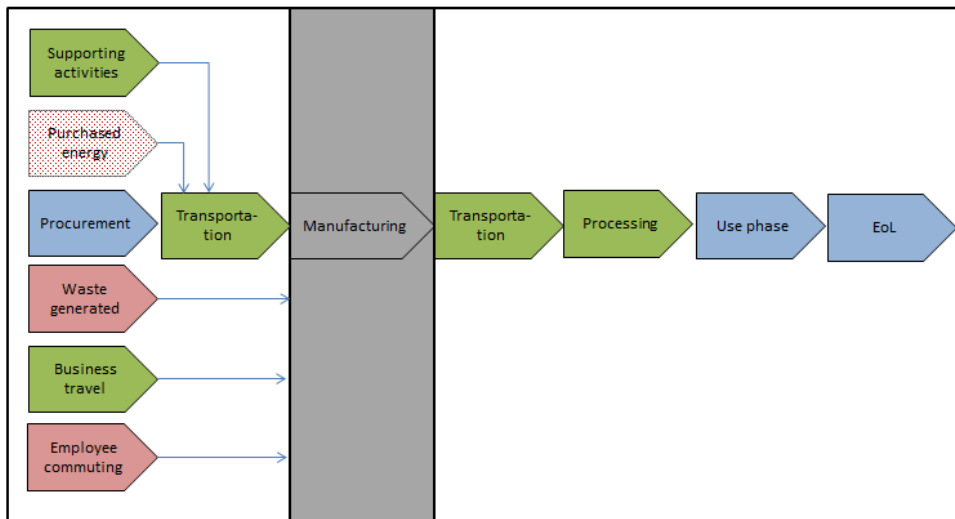 Supporting
activities
Purchased
energy
Procurement
Transporta-
tion
Manufacturing
Transporta-
tion
Processing
Use phase
EoL
Waste
generated
Business
travel
Employee
commuting